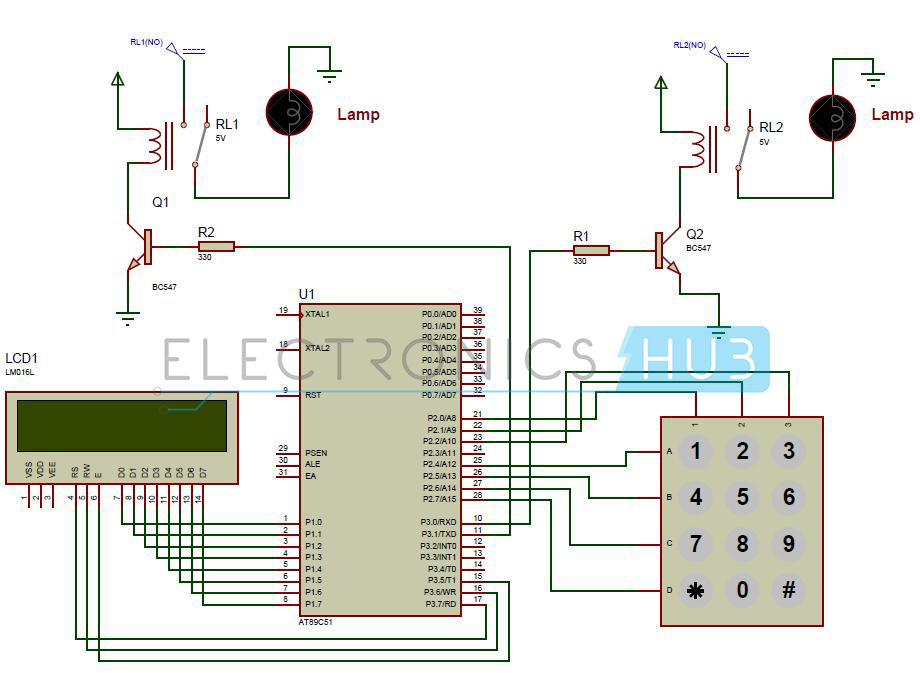 RL1(NO)
RL2(NO)
RL1
5V
Lamp
RL2
5V
Lamp
Q1
BC547
R2
330
R1
330
Q2
BC547
U1
19 XTAL1
18 XTAL2
9 RST
29 PSEN
30 ALE
31 EA
1 P1.0
2 P1.1
3 P1.2
4 P1.3
5 P1.4
6 P1.5
7 P1.6
8 P1.7
P0.0/AD0 39
P0.1/AD1 38
P0.2/AD2 37
P0.3/AD3 36
P0.4/AD4 35
P0.5/AD5 34
P0.6/AD6 33
P0.7/AD7 32
P2.0/A8 21
P2.1/A9 22
P2.2/A10 23
P2.3/A11 24
P2.4/A12 25
P2.5/A13 26
P2.6/A14 27
P2.7/A15 28
P3.0/RXD 10
P3.1/TXD 11
P3.2/INT0 12
P3.3/INT1 13
P3.4/T0 14
P3.5/T1 15
P3.6/WR 16
P3.7/RD 17
AT89C51
ELECTRONICS HUB
LCD1
LM016L
VSS VDD VEE RS RW E D0 D1 D2 D3 D4 D5 D6 D7
1 2 3 4 5 6 7 8 9 10 11 12 13 14
1 2 3
A 1 2 3
B 4 5 6
C 7 8 9
D * 0 #